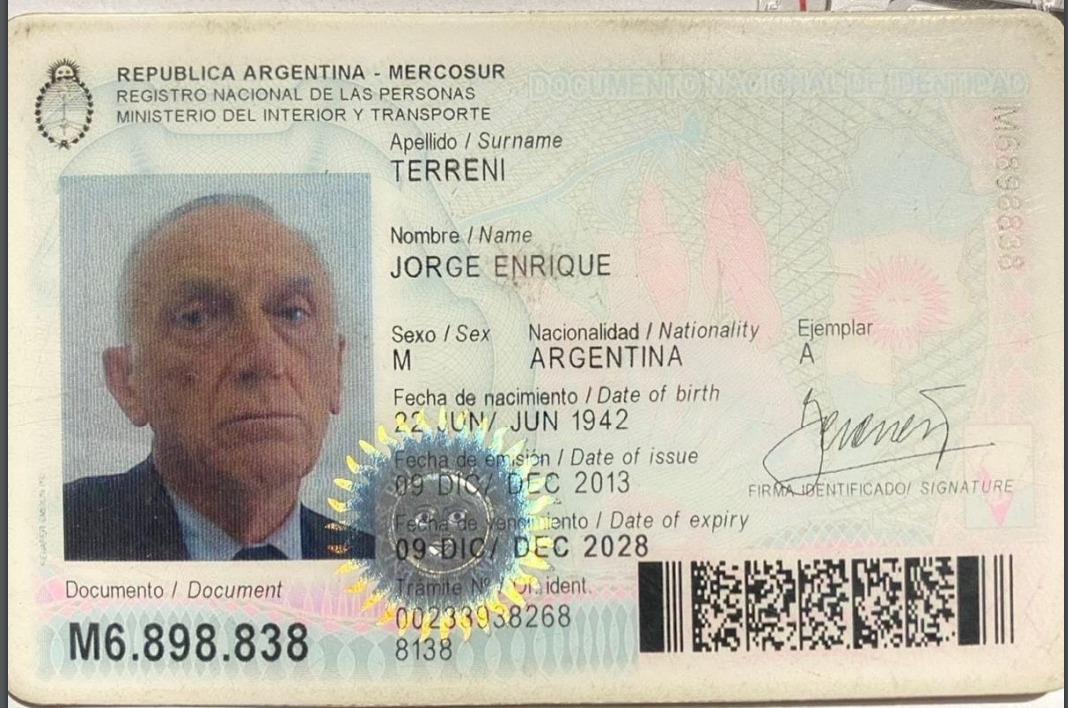 REPUBLICA ARGENTINA - MERCOSUR
REGISTRO NACIONAL DE LAS PERSONAS
MINISTERIO DEL INTERIOR Y TRANSPORTE
DOCUMENTO NACIONAL DE IDENTIDAD
Apellido / Surname
TERRENI
Nombre / Name
JORGE ENRIQUE
Sexo / Sex Nacionalidad / Nationality Ejemplar
M ARGENTINA A
Fecha de nacimiento / Date of birth
22 JUN/ JUN 1942
Fecha de emisión / Date of issue
09 DIC/ DEC 2013
FIRMA IDENTIFICADO/ SIGNATURE
Fecha de vencimiento / Date of expiry
09 DIC/ DEC 2028
Documento / Document
M6.898.838
Trámite Nº / Of. ident.
00233938268
8138
M6898838